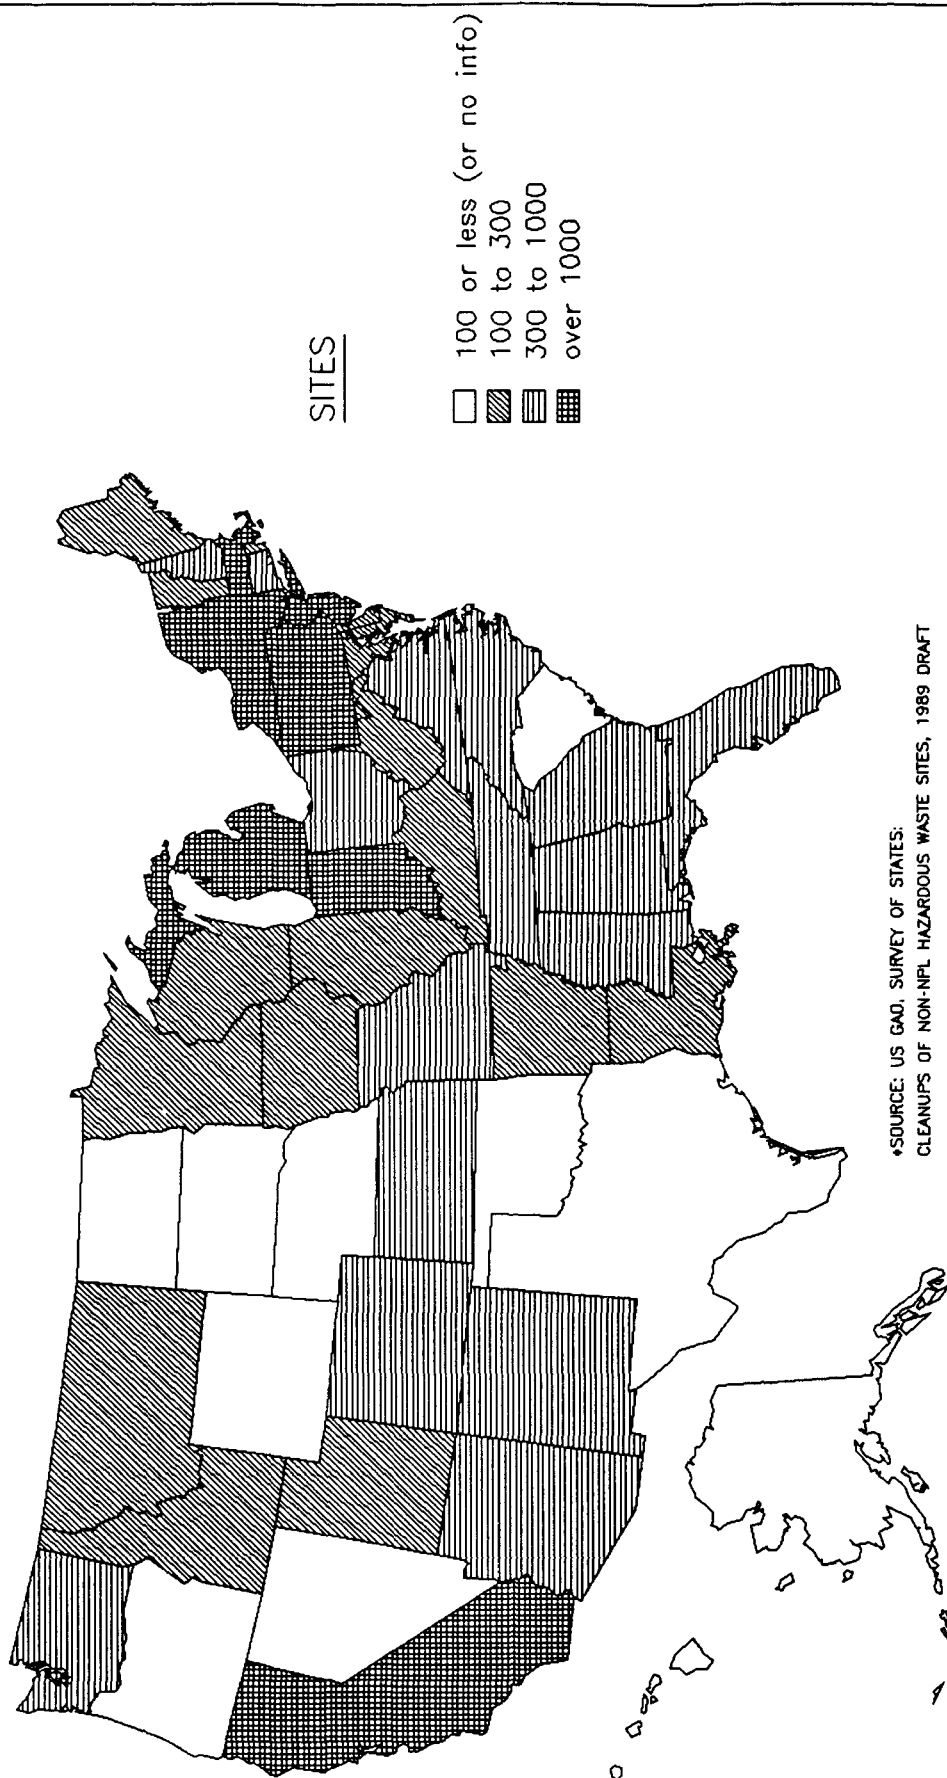 SITES
100 or less (or no info)
100 to 300
300 to 1000
over 1000
*SOURCE: US GAO, SURVEY OF STATES:
CLEANUPS OF NON-NPL HAZARDOUS WASTE SITES, 1989 DRAFT